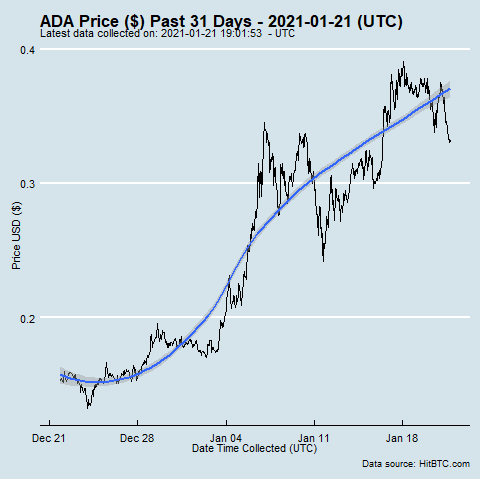 ADA Price ($) Past 31 Days - 2021-01-21 (UTC)
Latest data collected on: 2021-01-21 19:01:53 - UTC
0.4
0.3
0.2
Price USD ($)
Dec 21 Dec 28 Jan 04 Jan 11 Jan 18
Date Time Collected (UTC)
Data source: HitBTC.com